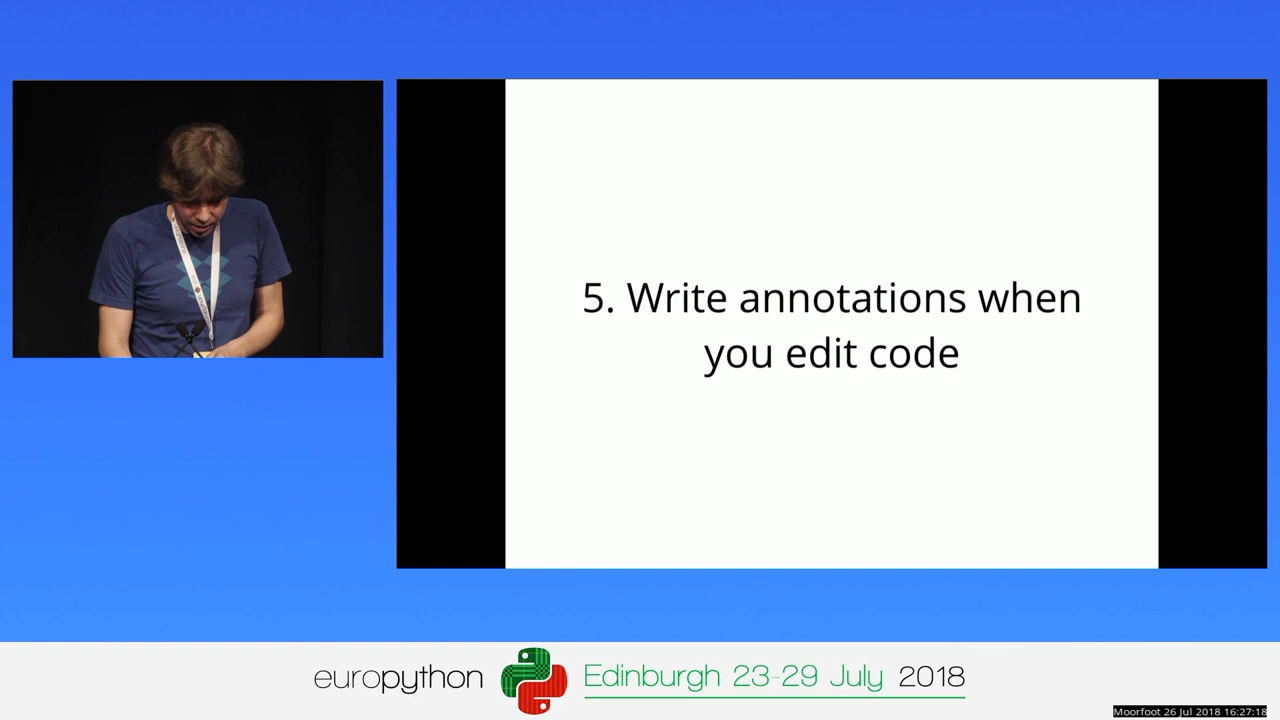 5. Write annotations when
you edit code
europython
Edinburgh 23-29 July 2018
Moorfoot 26 Jul 2018 16:27:18